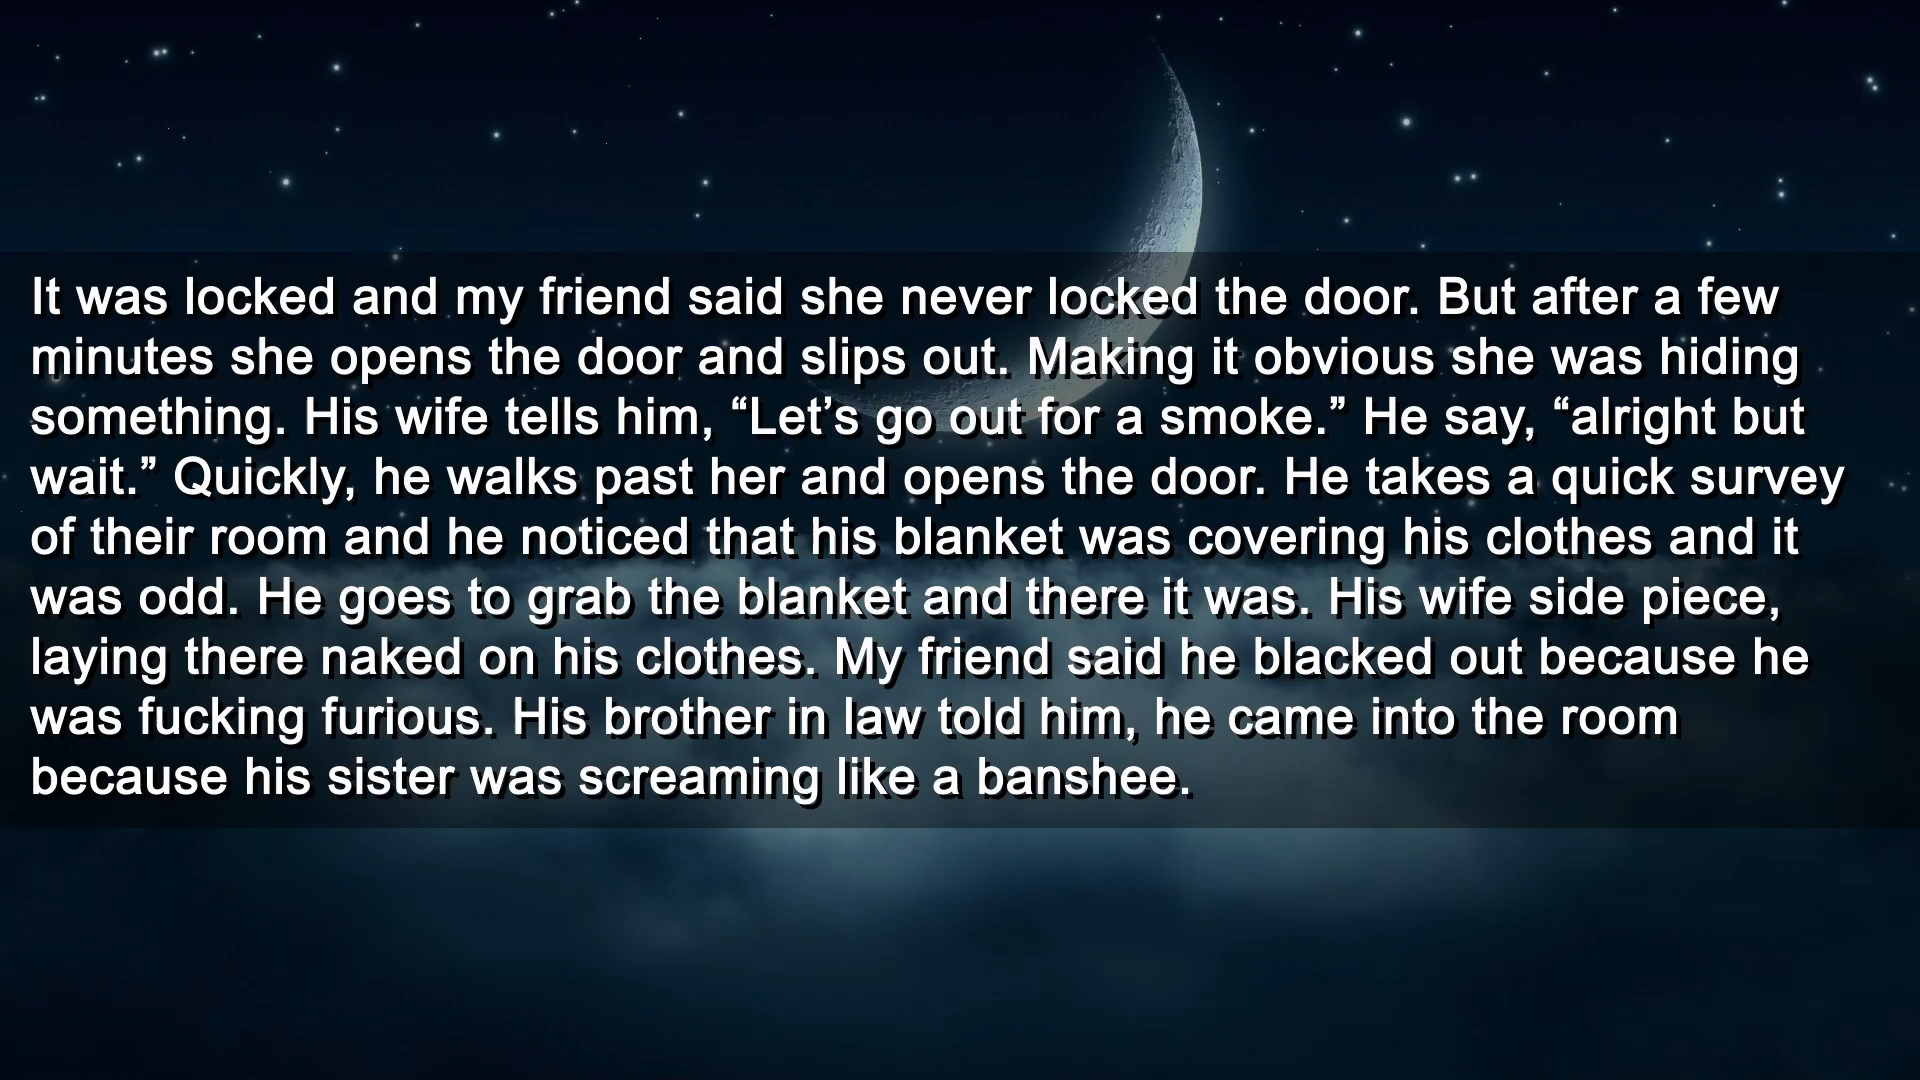 It was locked and my friend said she never locked the door. But after a few
minutes she opens the door and slips out. Making it obvious she was hiding
something. His wife tells him, “Let’s go out for a smoke.” He say, “alright but
wait.” Quickly, he walks past her and opens the door. He takes a quick survey
of their room and he noticed that his blanket was covering his clothes and it
was odd. He goes to grab the blanket and there it was. His wife side piece,
laying there naked on his clothes. My friend said he blacked out because he
was fucking furious. His brother in law told him, he came into the room
because his sister was screaming like a banshee.